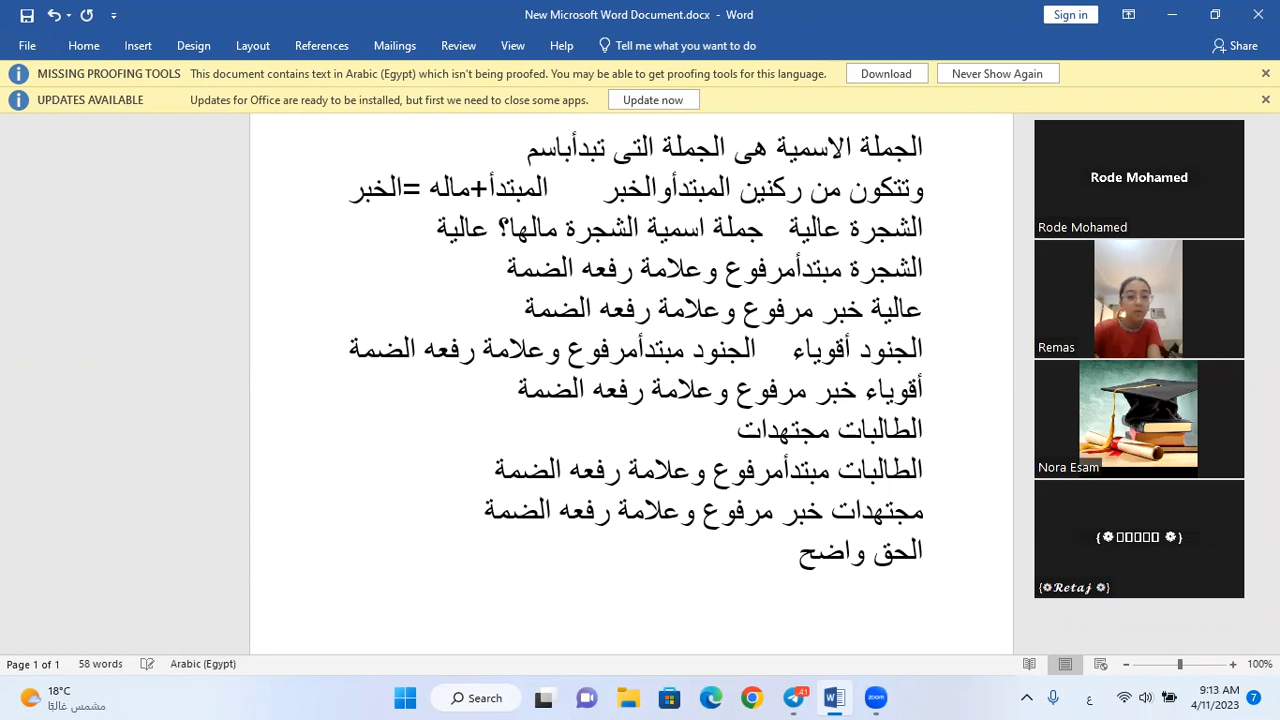 New Microsoft Word Document.docx - Word
Sign in
File Home Insert Design Layout References Mailings Review View Help Tell me what you want to do Share
MISSING PROOFING TOOLS This document contains text in Arabic (Egypt) which isn't being proofed. You may be able to get proofing tools for this language. Download Never Show Again
UPDATES AVAILABLE Updates for Office are ready to be installed, but first we need to close some apps. Update now
الجملة الاسمية هى الجملة التى تبدأباسم
وتتكون من ركنين المبتدأوالخبر المبتدأ+ماله =الخبر
الشجرة عالية جملة اسمية الشجرة مالها؟ عالية
الشجرة مبتدأمرفوع وعلامة رفعه الضمة
عالية خبر مرفوع وعلامة رفعه الضمة
الجنود أقوياء الجنود مبتدأمرفوع وعلامة رفعه الضمة
أقوياء خبر مرفوع وعلامة رفعه الضمة
الطالبات مجتهدات
الطالبات مبتدأمرفوع وعلامة رفعه الضمة
مجتهدات خبر مرفوع وعلامة رفعه الضمة
الحق واضح
Rode Mohamed
Rode Mohamed
Remas
Nora Esam
{❁𝓡𝓮𝓽𝓪𝓳 ❁}
Page 1 of 1 58 words Arabic (Egypt) 100%
18°C
مشمس غالبًا
Search
41
zoom
ع
9:13 AM
4/11/2023
7